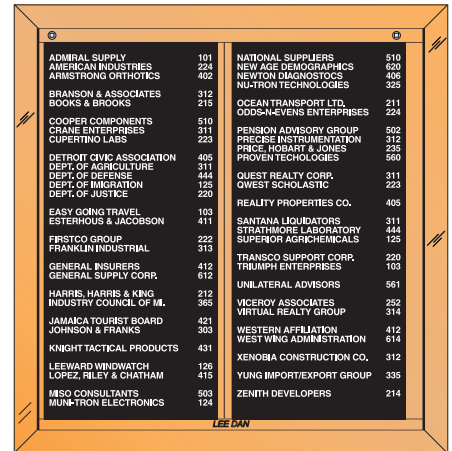 ADMIRAL SUPPLY 101
AMERICAN INDUSTRIES 224
ARMSTRONG ORTHOTICS 402
BRANSON & ASSOCIATES 312
BOOKS & BROOKS 215
COOPER COMPONENTS 510
CRANE ENTERPRISES 311
CUPERTINO LABS 223
DETROIT CIVIC ASSOCIATION 405
DEPT. OF AGRICULTURE 311
DEPT. OF DEFENSE 444
DEPT. OF IMIGRATION 125
DEPT. OF JUSTICE 220
EASY GOING TRAVEL 103
ESTERHOUS & JACOBSON 411
FIRSTCO GROUP 222
FRANKLIN INDUSTRIAL 313
GENERAL INSURERS 412
GENERAL SUPPLY CORP. 612
HARRIS, HARRIS & KING 212
INDUSTRY COUNCIL OF MI. 365
JAMAICA TOURIST BOARD 421
JOHNSON & FRANKS 303
KNIGHT TACTICAL PRODUCTS 431
LEEWARD WINDWATCH 126
LOPEZ, RILEY & CHATHAM 415
MISO CONSULTANTS 503
MUNI-TRON ELECTRONICS 124
NATIONAL SUPPLIERS 510
NEW AGE DEMOGRAPHICS 620
NEWTON DIAGNOSTOCS 406
NU-TRON TECHNOLOGIES 325
OCEAN TRANSPORT LTD. 211
ODDS-N-EVENS ENTERPRISES 224
PENSION ADVISORY GROUP 502
PRECISE INSTRUMENTATION 312
PRICE, HOBART & JONES 235
PROVEN TECHOLOGIES 560
QUEST REALTY CORP. 311
QWEST SCHOLASTIC 223
REALITY PROPERTIES CO. 405
SANTANA LIQUIDATORS 311
STRATHMORE LABORATORY 444
SUPERIOR AGRICHEMICALS 125
TRANSCO SUPPORT CORP. 220
TRIUMPH ENTERPRISES 103
UNILATERAL ADVISORS 561
VICEROY ASSOCIATES 252
VIRTUAL REALTY GROUP 314
WESTERN AFFILIATION 412
WEST WING ADMINISTRATION 614
XENOBIA CONSTRUCTION CO. 312
YUNG IMPORT/EXPORT GROUP 335
ZENITH DEVELOPERS 214
LEE DAN